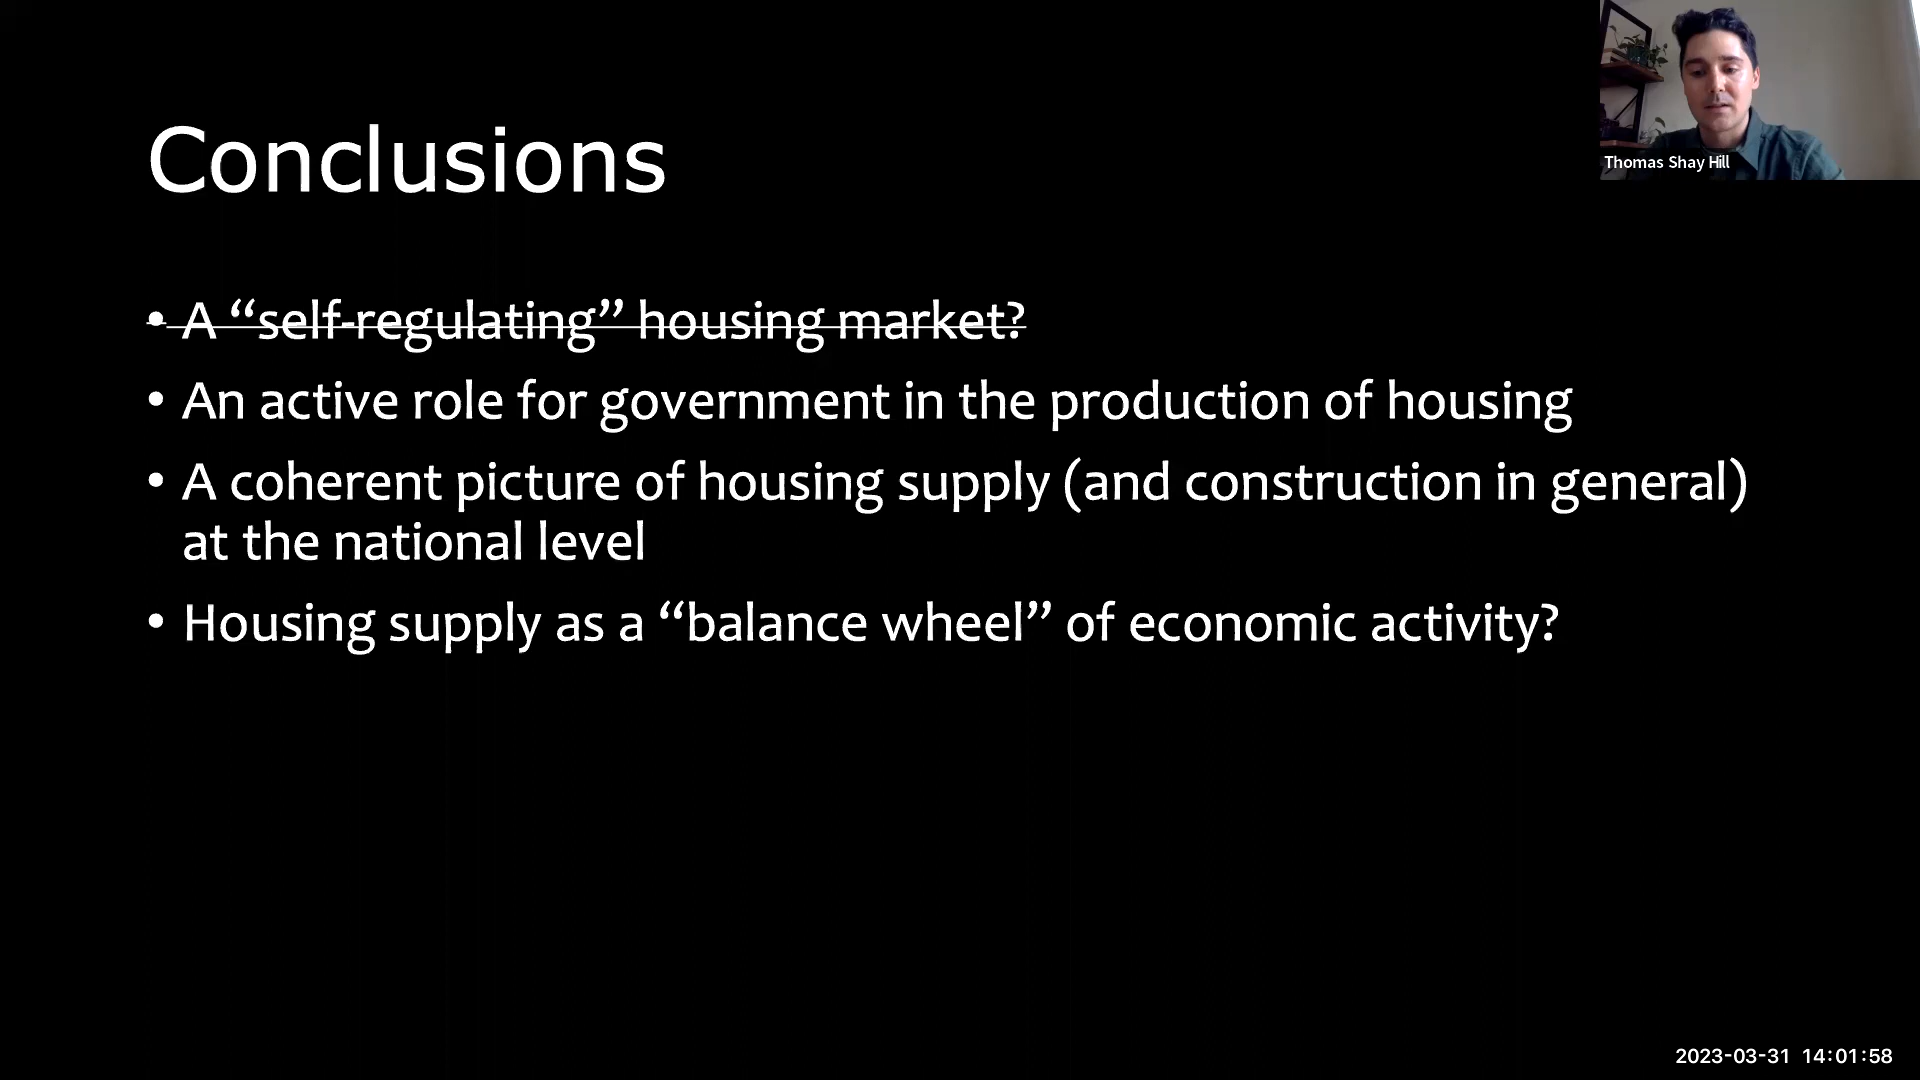 Conclusions
Thomas Shay Hill
• A “self-regulating” housing market?
• An active role for government in the production of housing
• A coherent picture of housing supply (and construction in general)
at the national level
• Housing supply as a “balance wheel” of economic activity?
2023-03-31 14:01:58